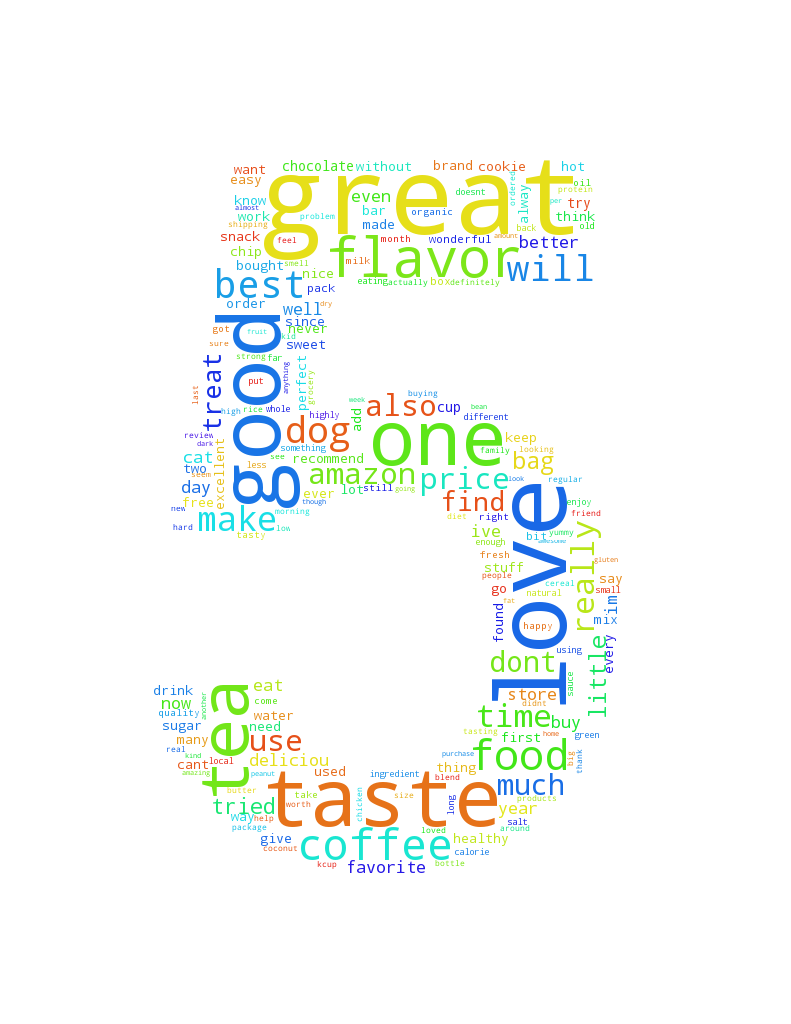 want chocolate without brand cookie hot
great
easy even doesnt ordered oil
know bar organic alway protein
almost work problem made try per
shipping think old
snack feel month wonderful back amount better
chip flavor
bought smell milk will
nice eating actually box definitely
best pack
order well dry
got since never
sure fruit kid
good sweet
strong far
treat put anything perfect grocery
last week buying
high rice whole highly add also cup bean
review dog one different
dark something family keep
cat excellent see recommend amazon looking
two less bag
seem price look regular
day ever lot still going
free though find enjoy
new morning diet right friend
make low
hard tasty ive bit yummy
enough awesome
love really
fresh gluten
stuff people
go cereal say
natural small
fat im
found happy mix
every
dont using
little
tea eat sauce
drink store
now another come didnt
quality water time buy
sugar need tasting first home green
many use
real kind deliciou purchase food big thank
cant local thing
amazing peanut used ingredient blend much
butter take taste size chicken long products
tried worth year
way help salt
package loved around
give coffee healthy
coconut calorie
kcup favorite bottle